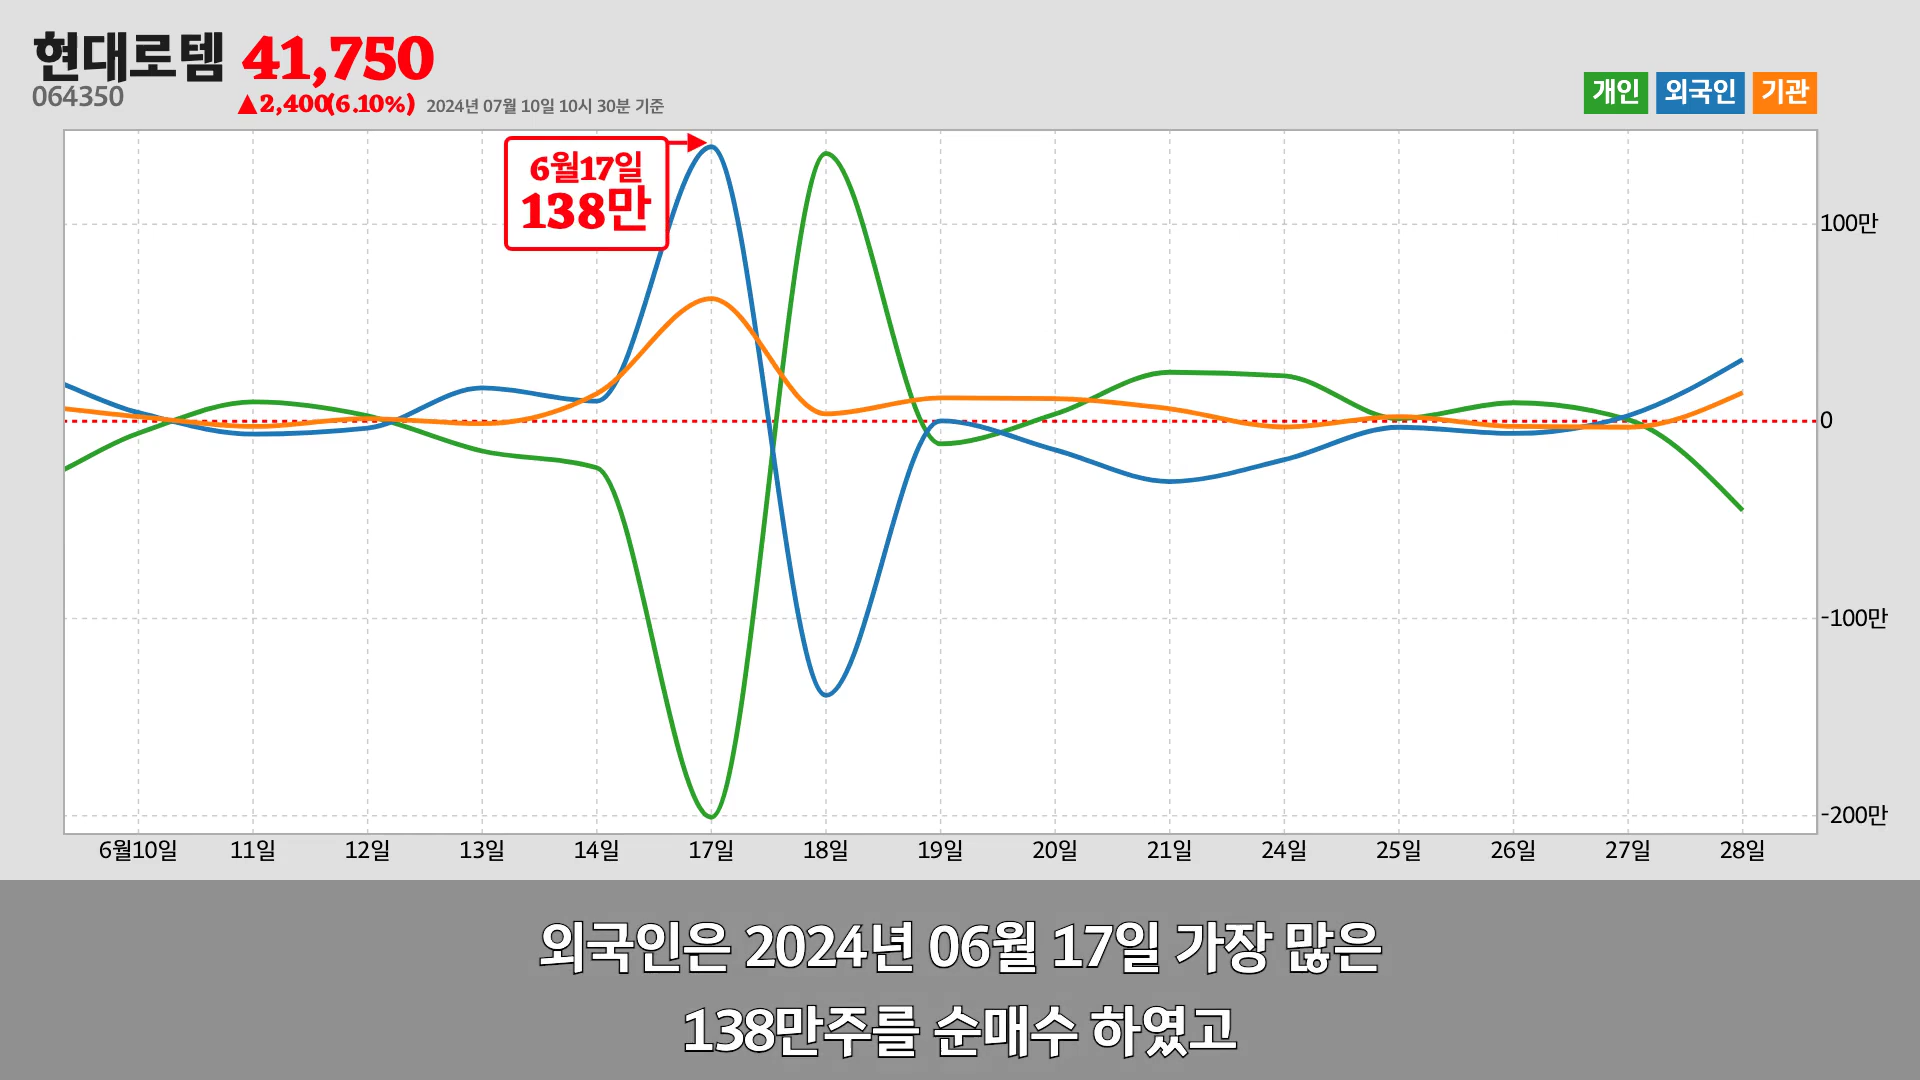 현대로템 41,750
064350
▲2,400(6.10%) 2024년 07월 10일 10시 30분 기준
개인 외국인 기관
6월17일
138만
100만
0
-100만
-200만
6월10일 11일 12일 13일 14일 17일 18일 19일 20일 21일 24일 25일 26일 27일 28일
외국인은 2024년 06월 17일 가장 많은
138만주를 순매수 하였고